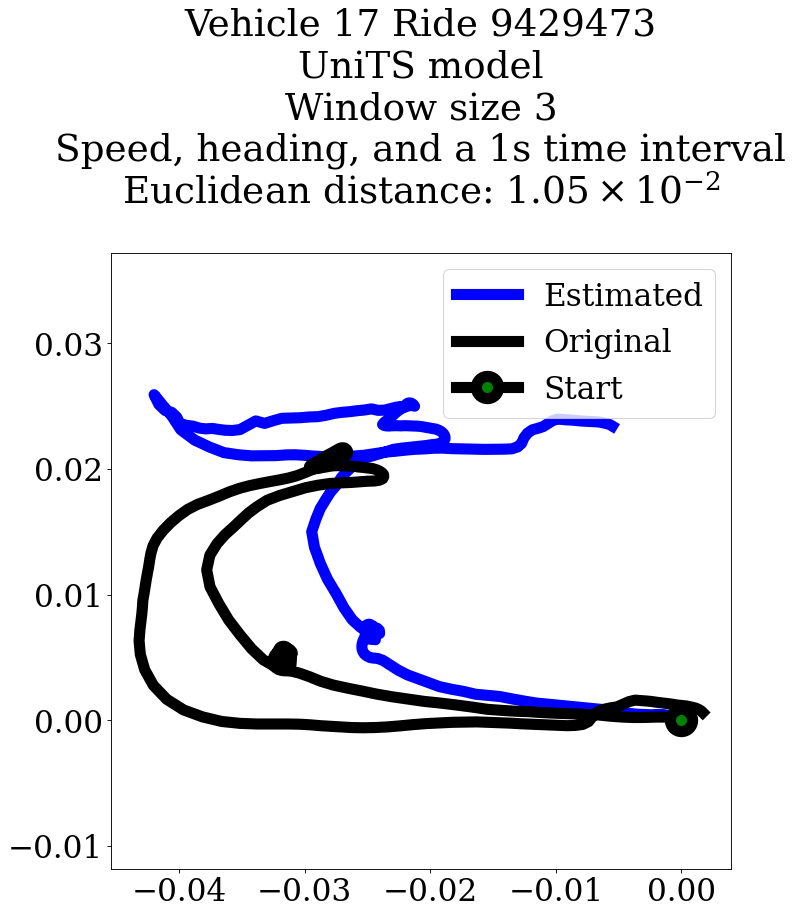 Vehicle 17 Ride 9429473
UniTS model
Window size 3
Speed, heading, and a 1s time interval
Euclidean distance: 1.05 × 10⁻²
Estimated
Original
Start
0.03
0.02
0.01
0.00
−0.01
−0.04
−0.03
−0.02
−0.01
0.00